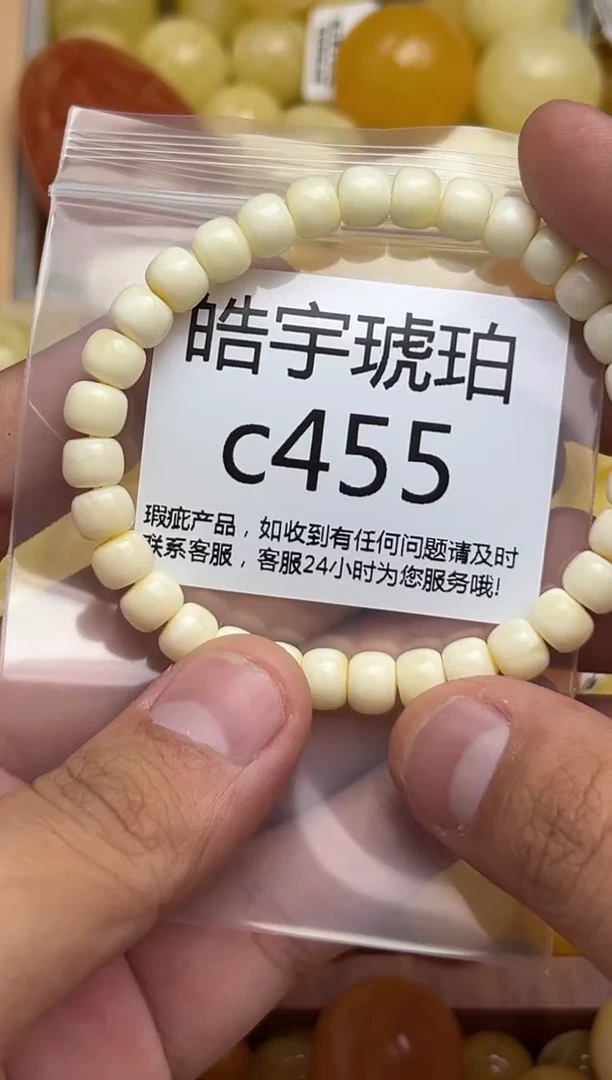 皓宇琥珀
c455
瑕疵产品，如收到有任何问题请及时
联系客服，客服24小时为您服务哦!